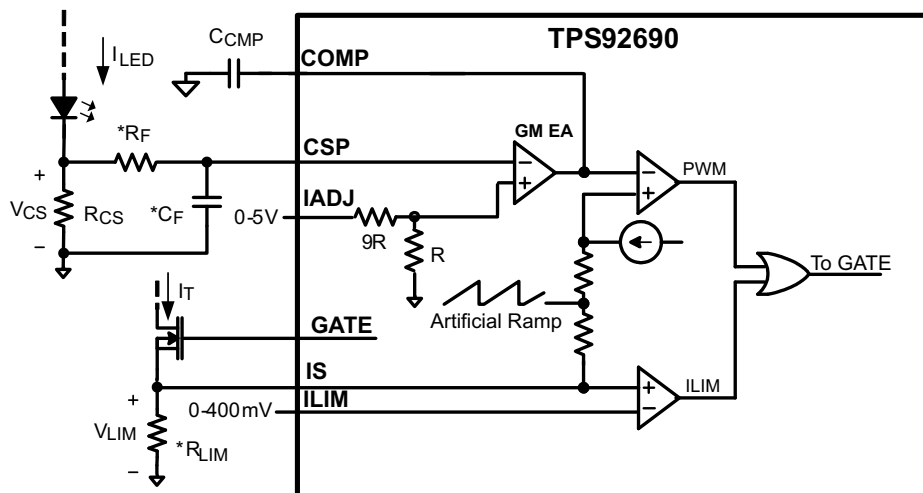 TPS92690
C_CMP
COMP
I_LED
GM EA
*R_F
CSP
PWM
+
V_CS
R_CS
−
*C_F
IADJ
0-5V
9R
R
−
+
−
+
To GATE
Artificial Ramp
I_T
GATE
IS
ILIM
0-400mV
+
−
ILIM
+
V_LIM
*R_LIM
−